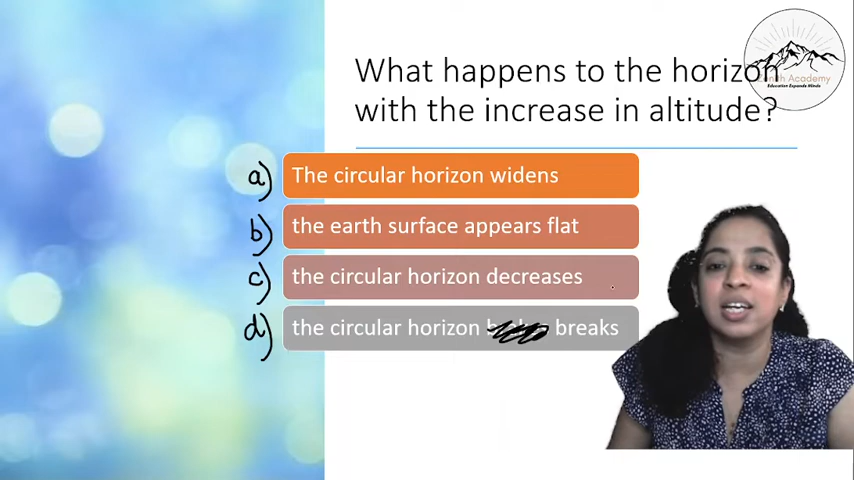 What happens to the horizon
with the increase in altitude?
Zenith Academy
Education Expands Minds
a) The circular horizon widens
b) the earth surface appears flat
c) the circular horizon decreases
d) the circular horizon breaks